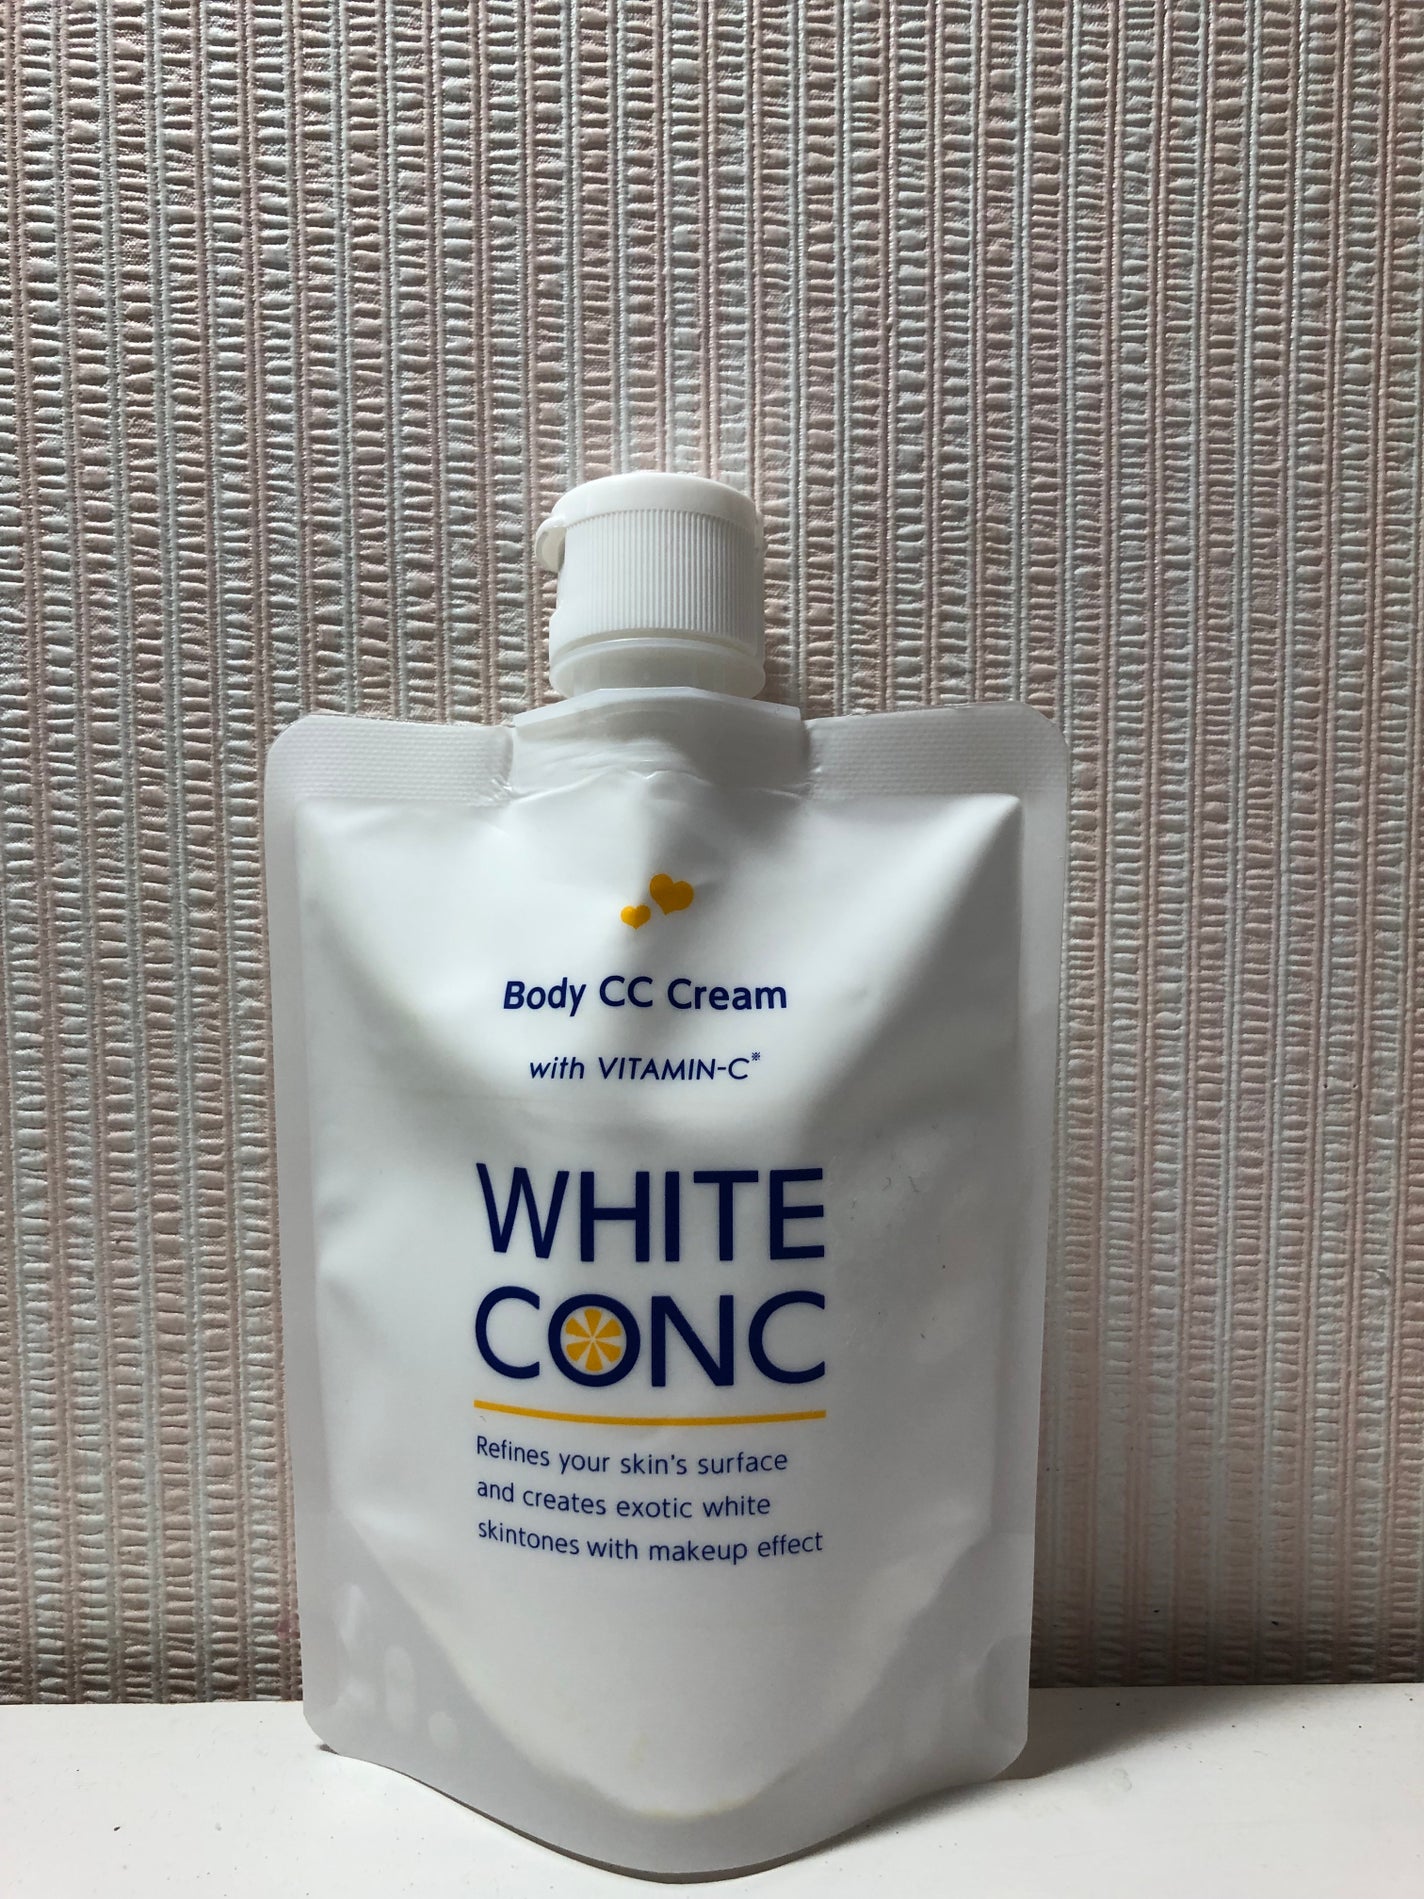 Body CC Cream
with VITAMIN-C※
WHITE
CONC
Refines your skin's surface
and creates exotic white
skintones with makeup effect